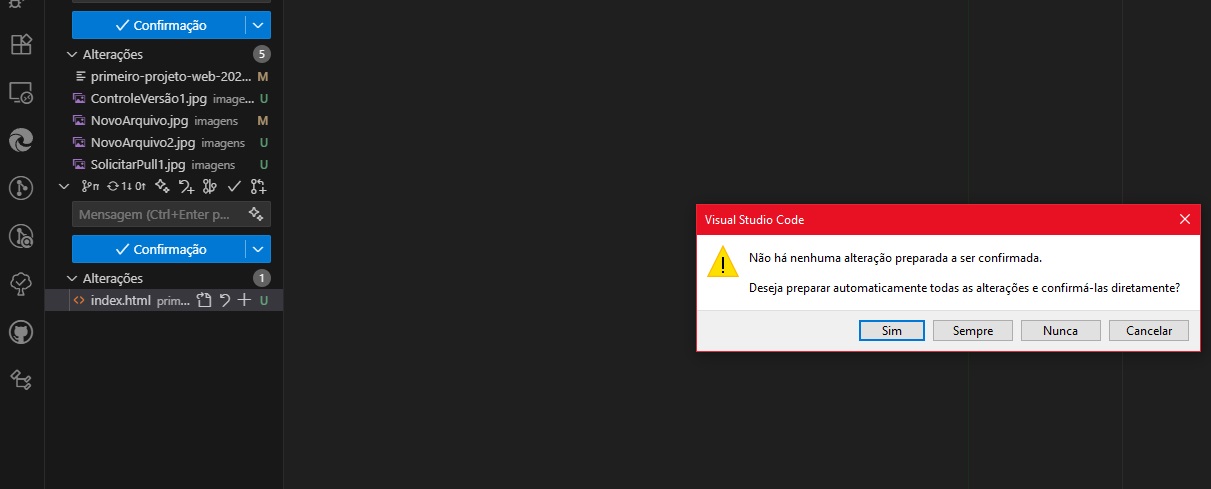 Confirmação
Alterações 5
primeiro-projeto-web-202... M
ControleVersão1.jpg image... U
NovoArquivo.jpg imagens M
NovoArquivo2.jpg imagens U
SolicitarPull1.jpg imagens U
1↓ 0↑
Mensagem (Ctrl+Enter p...
Confirmação
Alterações 1
index.html prim... U
Visual Studio Code
Não há nenhuma alteração preparada a ser confirmada.
Deseja preparar automaticamente todas as alterações e confirmá-las diretamente?
Sim Sempre Nunca Cancelar